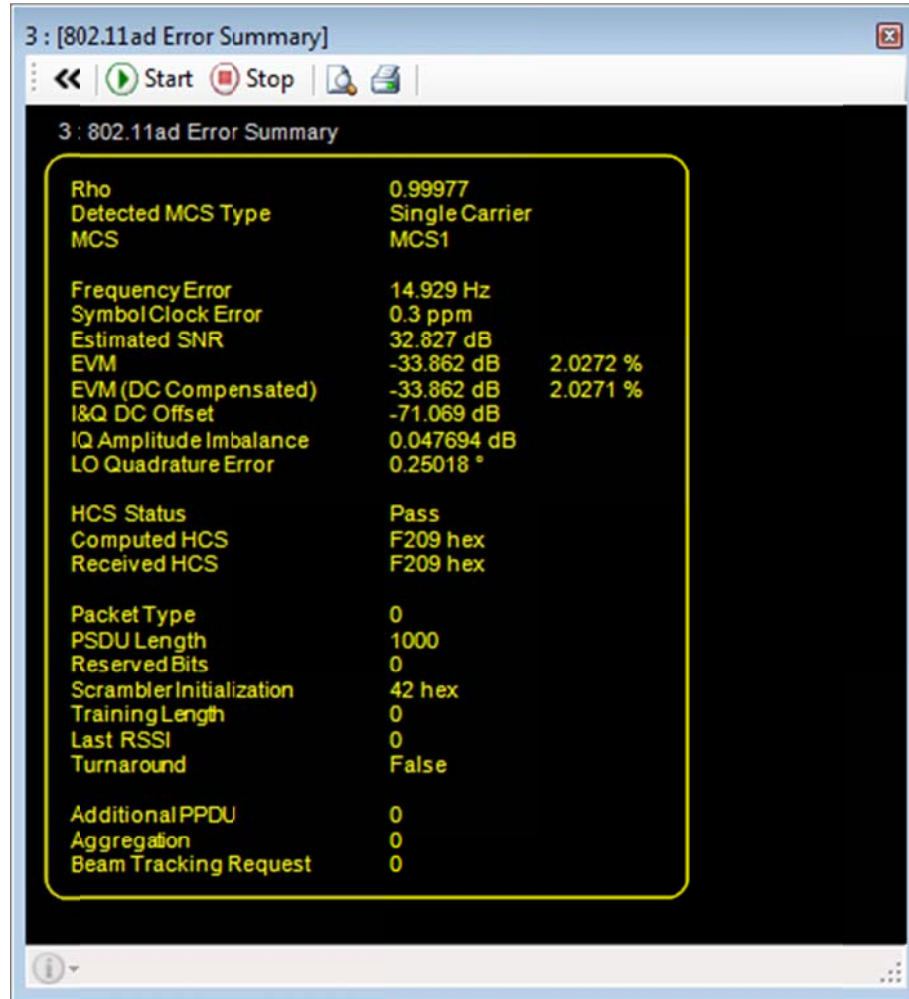 3 : [802.11ad Error Summary]
Start Stop
3 : 802.11ad Error Summary
Rho 0.99977
Detected MCS Type Single Carrier
MCS MCS1
Frequency Error 14.929 Hz
Symbol Clock Error 0.3 ppm
Estimated SNR 32.827 dB
EVM -33.862 dB 2.0272 %
EVM (DC Compensated) -33.862 dB 2.0271 %
I&Q DC Offset -71.069 dB
IQ Amplitude Imbalance 0.047694 dB
LO Quadrature Error 0.25018 °
HCS Status Pass
Computed HCS F209 hex
Received HCS F209 hex
Packet Type 0
PSDU Length 1000
Reserved Bits 0
Scrambler Initialization 42 hex
Training Length 0
Last RSSI 0
Turnaround False
Additional PPDU 0
Aggregation 0
Beam Tracking Request 0